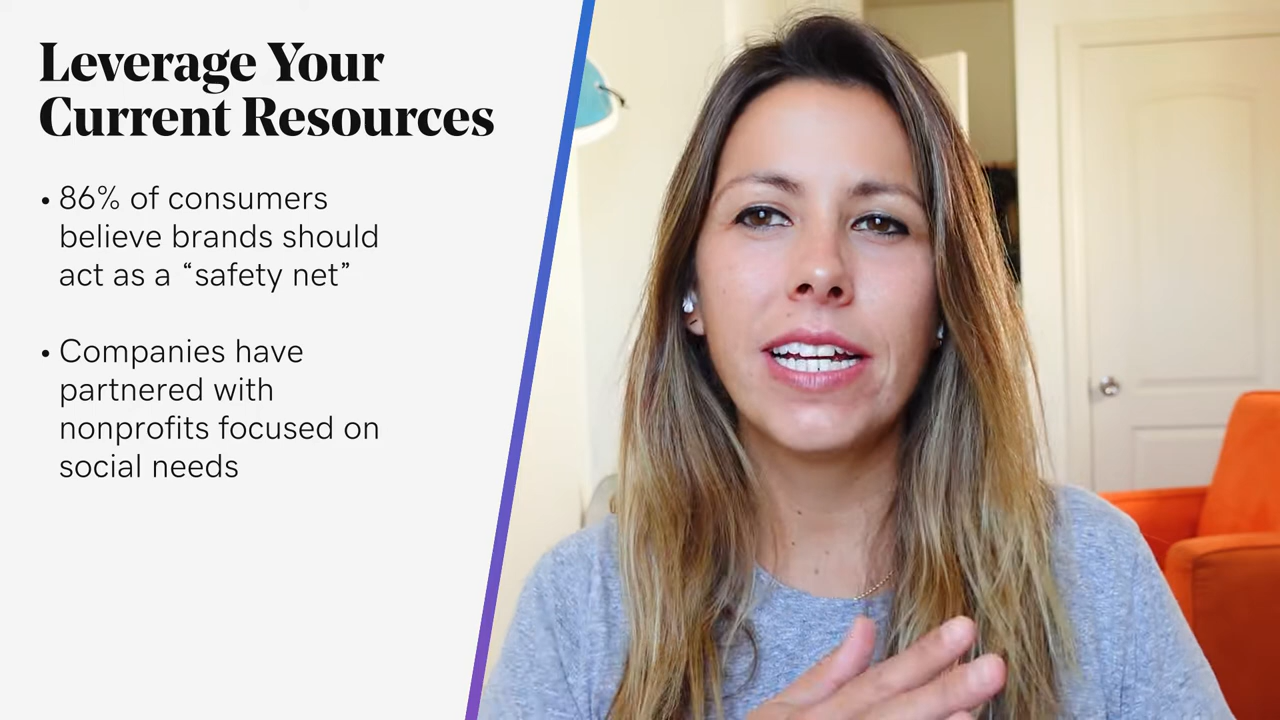 Leverage Your
Current Resources
• 86% of consumers
believe brands should
act as a “safety net”
• Companies have
partnered with
nonprofits focused on
social needs